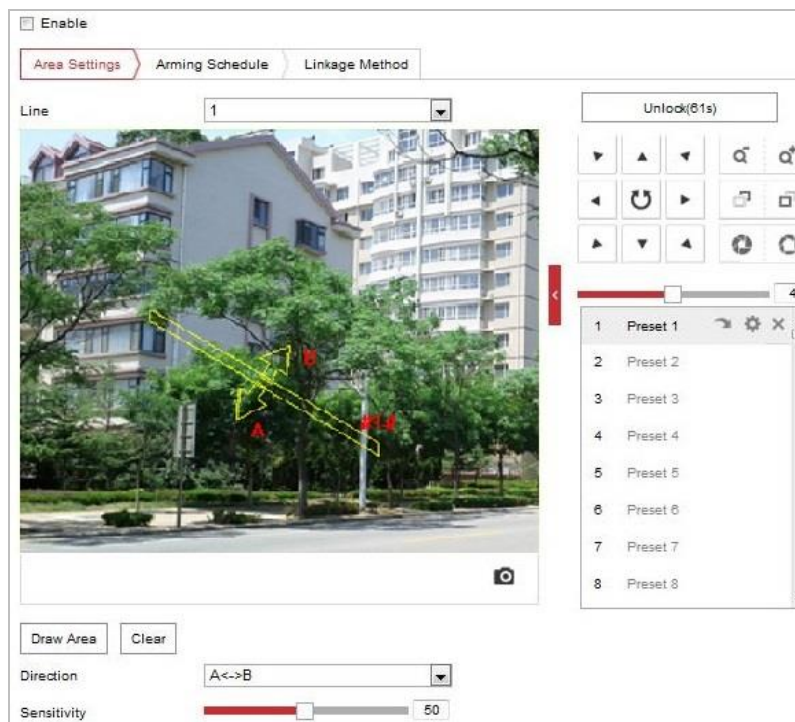 Enable
Area Settings
Arming Schedule
Linkage Method
Line
1
Unlock(61s)
B
A
#1#
4
1 Preset 1
2 Preset 2
3 Preset 3
4 Preset 4
5 Preset 5
6 Preset 6
7 Preset 7
8 Preset 8
Draw Area
Clear
Direction
A<->B
Sensitivity
50